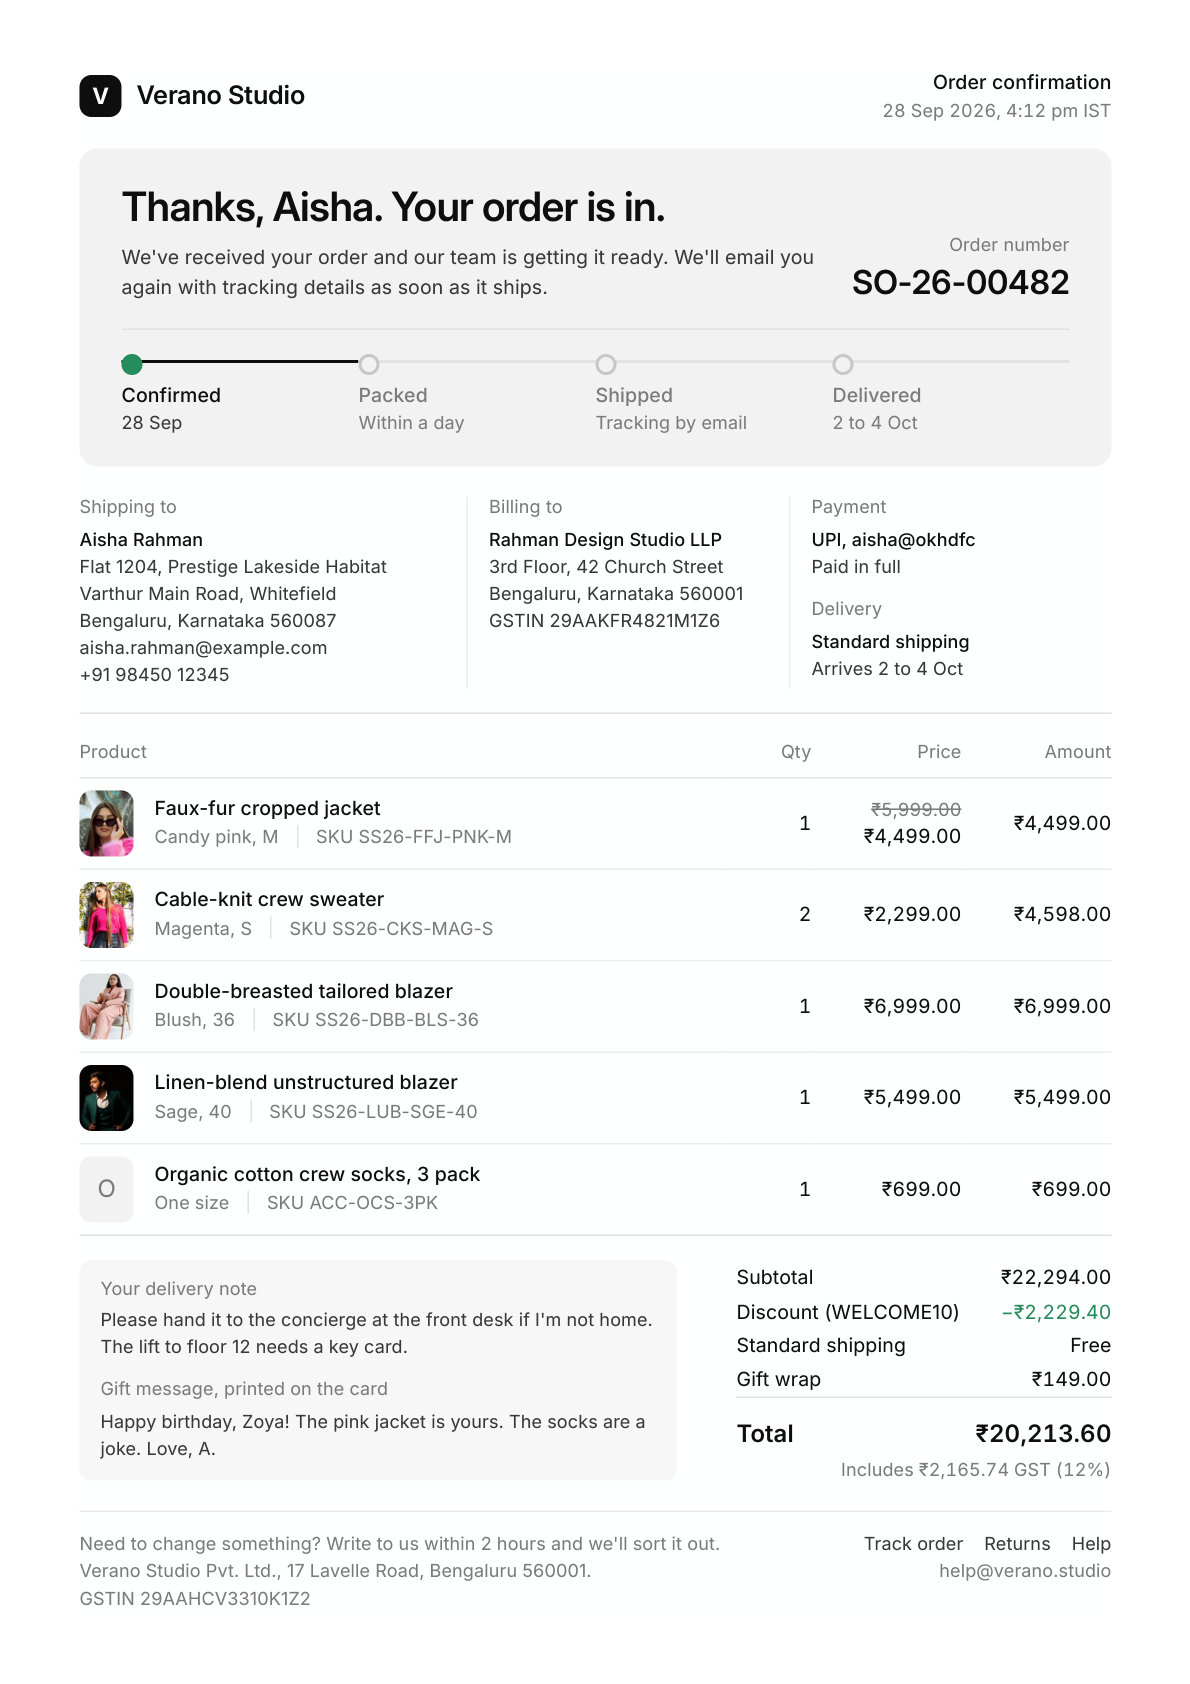 V
Verano Studio
Order confirmation
28 Sep 2026, 4:12 pm IST
Thanks, Aisha. Your order is in.
We've received your order and our team is getting it ready. We'll email you
again with tracking details as soon as it ships.
Order number
SO-26-00482
Confirmed
28 Sep
Packed
Within a day
Shipped
Tracking by email
Delivered
2 to 4 Oct
Shipping to
Aisha Rahman
Flat 1204, Prestige Lakeside Habitat
Varthur Main Road, Whitefield
Bengaluru, Karnataka 560087
aisha.rahman@example.com
+91 98450 12345
Billing to
Rahman Design Studio LLP
3rd Floor, 42 Church Street
Bengaluru, Karnataka 560001
GSTIN 29AAKFR4821M1Z6
Payment
UPI, aisha@okhdfc
Paid in full
Delivery
Standard shipping
Arrives 2 to 4 Oct
Product Qty Price Amount
Faux-fur cropped jacket
Candy pink, M SKU SS26-FFJ-PNK-M
1 ₹5,999.00 ₹4,499.00 ₹4,499.00
Cable-knit crew sweater
Magenta, S SKU SS26-CKS-MAG-S
2 ₹2,299.00 ₹4,598.00
Double-breasted tailored blazer
Blush, 36 SKU SS26-DBB-BLS-36
1 ₹6,999.00 ₹6,999.00
Linen-blend unstructured blazer
Sage, 40 SKU SS26-LUB-SGE-40
1 ₹5,499.00 ₹5,499.00
O
Organic cotton crew socks, 3 pack
One size SKU ACC-OCS-3PK
1 ₹699.00 ₹699.00
Your delivery note
Please hand it to the concierge at the front desk if I'm not home.
The lift to floor 12 needs a key card.
Gift message, printed on the card
Happy birthday, Zoya! The pink jacket is yours. The socks are a
joke. Love, A.
Subtotal ₹22,294.00
Discount (WELCOME10) −₹2,229.40
Standard shipping Free
Gift wrap ₹149.00
Total ₹20,213.60
Includes ₹2,165.74 GST (12%)
Need to change something? Write to us within 2 hours and we'll sort it out.
Verano Studio Pvt. Ltd., 17 Lavelle Road, Bengaluru 560001.
GSTIN 29AAHCV3310K1Z2
Track order Returns Help
help@verano.studio